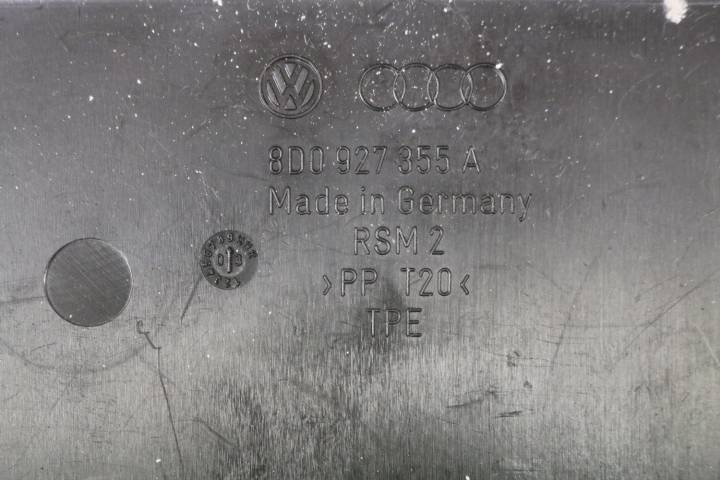 8D0 927 355 A
Made in Germany
RSM 2
>PP T20<
TPE